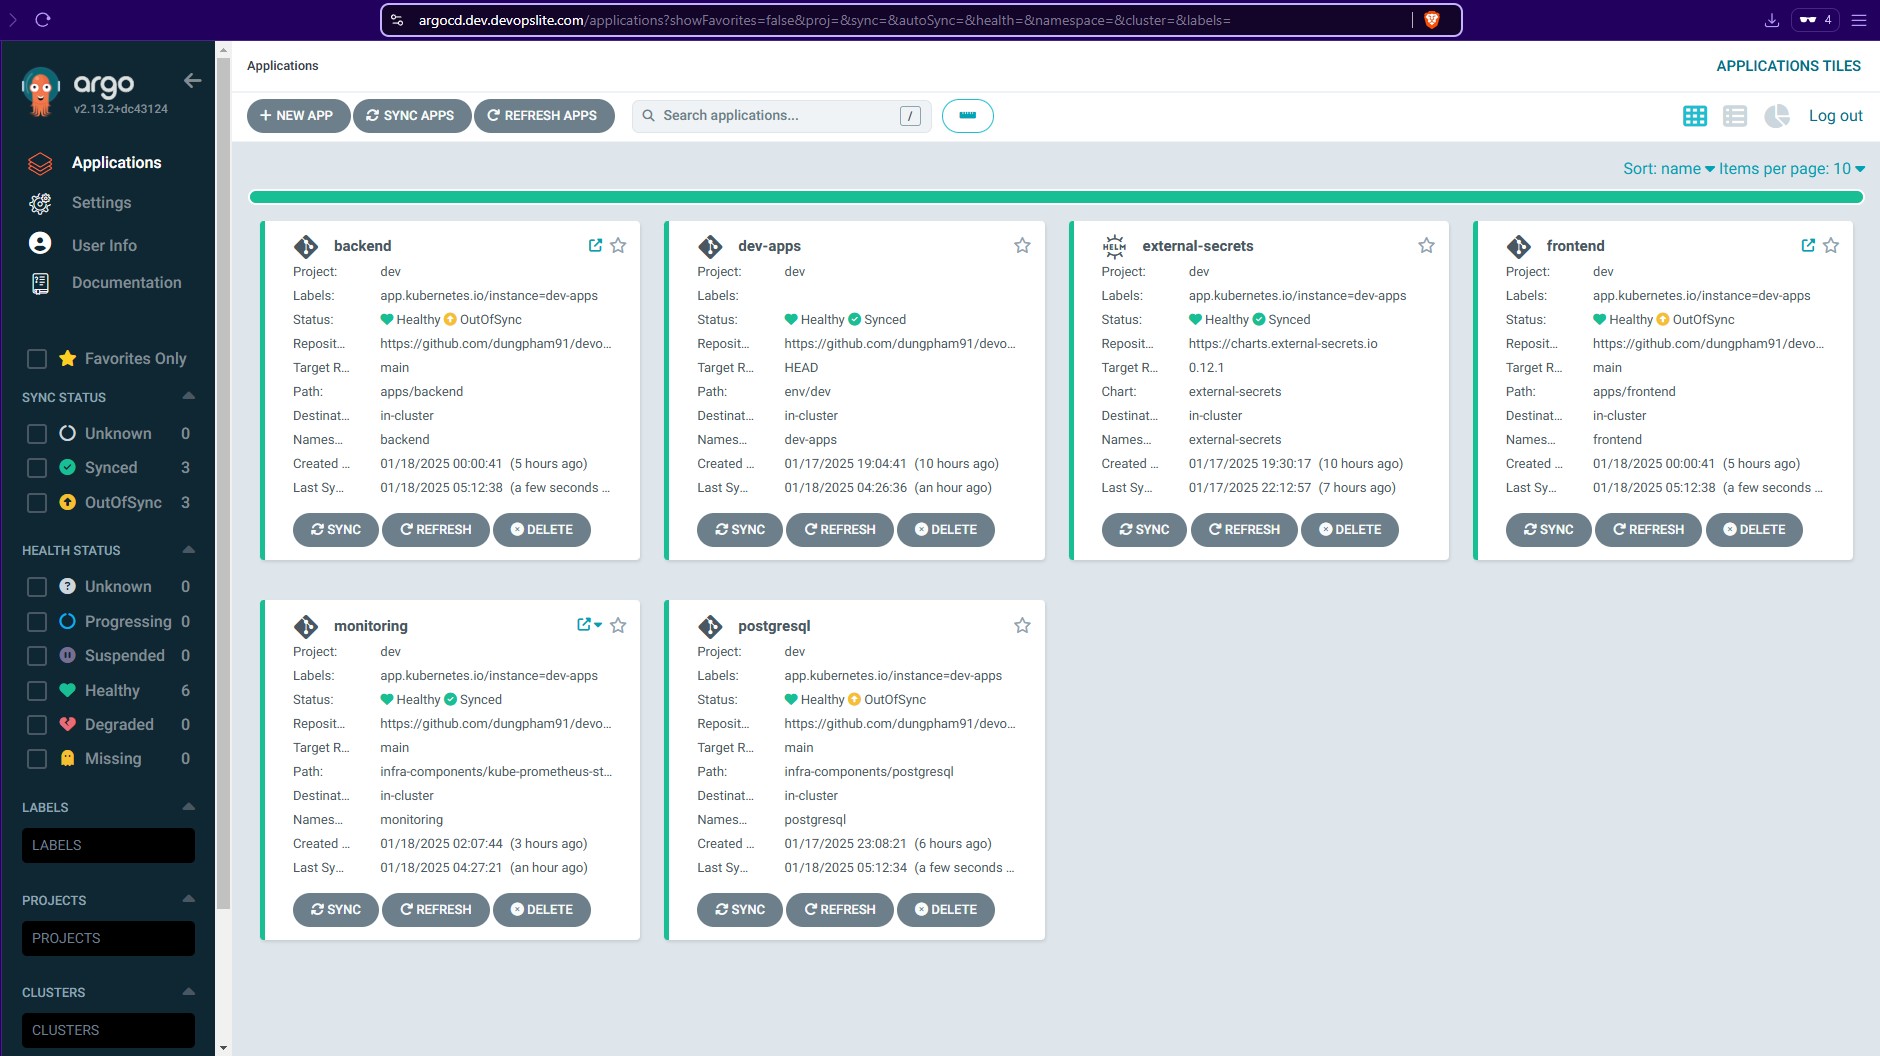 argocd.dev.devopslite.com/applications?showFavorites=false&proj=&sync=&autoSync=&health=&namespace=&cluster=&labels=
4
argo
v2.13.2+dc43124
Applications
Settings
User Info
Documentation
Favorites Only
SYNC STATUS
Unknown 0
Synced 3
OutOfSync 3
HEALTH STATUS
Unknown 0
Progressing 0
Suspended 0
Healthy 6
Degraded 0
Missing 0
LABELS
LABELS
PROJECTS
PROJECTS
CLUSTERS
CLUSTERS
Applications
APPLICATIONS TILES
NEW APP SYNC APPS REFRESH APPS Search applications... / Log out
Sort: name Items per page: 10
backend
Project: dev
Labels: app.kubernetes.io/instance=dev-apps
Status: Healthy OutOfSync
Reposit... https://github.com/dungpham91/devo...
Target R... main
Path: apps/backend
Destinat... in-cluster
Names... backend
Created ... 01/18/2025 00:00:41 (5 hours ago)
Last Sy... 01/18/2025 05:12:38 (a few seconds ...
SYNC REFRESH DELETE
dev-apps
Project: dev
Labels:
Status: Healthy Synced
Reposit... https://github.com/dungpham91/devo...
Target R... HEAD
Path: env/dev
Destinat... in-cluster
Names... dev-apps
Created ... 01/17/2025 19:04:41 (10 hours ago)
Last Sy... 01/18/2025 04:26:36 (an hour ago)
SYNC REFRESH DELETE
HELM external-secrets
Project: dev
Labels: app.kubernetes.io/instance=dev-apps
Status: Healthy Synced
Reposit... https://charts.external-secrets.io
Target R... 0.12.1
Chart: external-secrets
Destinat... in-cluster
Names... external-secrets
Created ... 01/17/2025 19:30:17 (10 hours ago)
Last Sy... 01/17/2025 22:12:57 (7 hours ago)
SYNC REFRESH DELETE
frontend
Project: dev
Labels: app.kubernetes.io/instance=dev-apps
Status: Healthy OutOfSync
Reposit... https://github.com/dungpham91/devo...
Target R... main
Path: apps/frontend
Destinat... in-cluster
Names... frontend
Created ... 01/18/2025 00:00:41 (5 hours ago)
Last Sy... 01/18/2025 05:12:38 (a few seconds ...
SYNC REFRESH DELETE
monitoring
Project: dev
Labels: app.kubernetes.io/instance=dev-apps
Status: Healthy Synced
Reposit... https://github.com/dungpham91/devo...
Target R... main
Path: infra-components/kube-prometheus-st...
Destinat... in-cluster
Names... monitoring
Created ... 01/18/2025 02:07:44 (3 hours ago)
Last Sy... 01/18/2025 04:27:21 (an hour ago)
SYNC REFRESH DELETE
postgresql
Project: dev
Labels: app.kubernetes.io/instance=dev-apps
Status: Healthy OutOfSync
Reposit... https://github.com/dungpham91/devo...
Target R... main
Path: infra-components/postgresql
Destinat... in-cluster
Names... postgresql
Created ... 01/17/2025 23:08:21 (6 hours ago)
Last Sy... 01/18/2025 05:12:34 (a few seconds ...
SYNC REFRESH DELETE